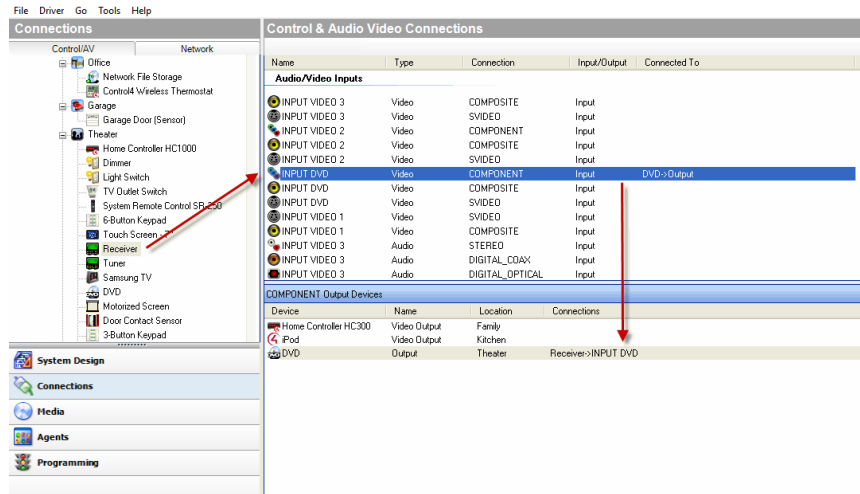 File Driver Go Tools Help
Connections
Control/AV Network
Office
Network File Storage
Control4 Wireless Thermostat
Garage
Garage Door (Sensor)
Theater
Home Controller HC1000
Dimmer
Light Switch
TV Outlet Switch
System Remote Control SR-250
6-Button Keypad
Touch Screen - 7"
Receiver
Tuner
Samsung TV
DVD
Motorized Screen
Door Contact Sensor
3-Button Keypad
System Design
Connections
Media
Agents
Programming
Control & Audio Video Connections
Name Type Connection Input/Output Connected To
Audio/Video Inputs
INPUT VIDEO 3 Video COMPOSITE Input
INPUT VIDEO 3 Video SVIDEO Input
INPUT VIDEO 2 Video COMPONENT Input
INPUT VIDEO 2 Video COMPOSITE Input
INPUT VIDEO 2 Video SVIDEO Input
INPUT DVD Video COMPONENT Input DVD->Output
INPUT DVD Video COMPOSITE Input
INPUT DVD Video SVIDEO Input
INPUT VIDEO 1 Video SVIDEO Input
INPUT VIDEO 1 Video COMPOSITE Input
INPUT VIDEO 3 Audio STEREO Input
INPUT VIDEO 3 Audio DIGITAL_COAX Input
INPUT VIDEO 3 Audio DIGITAL_OPTICAL Input
COMPONENT Output Devices
Device Name Location Connections
Home Controller HC300 Video Output Family
iPod Video Output Kitchen
DVD Output Theater Receiver->INPUT DVD